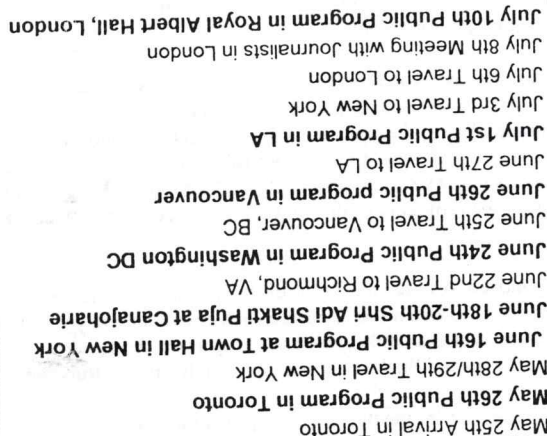 May 25th Arrival in Toronto
May 26th Public Program in Toronto
May 28th/29th Travel in New York
June 16th Public Program at Town Hall in New York
June 18th-20th Shri Adi Shakti Puja at Canajoharie
June 22nd Travel to Richmond, VA
June 24th Public Program in Washington DC
June 25th Travel to Vancouver, BC
June 26th Public program in Vancouver
June 27th Travel to LA
July 1st Public Program in LA
July 3rd Travel to New York
July 6th Travel to London
July 8th Meeting with Journalists in London
July 10th Public Program in Royal Albert Hall, London